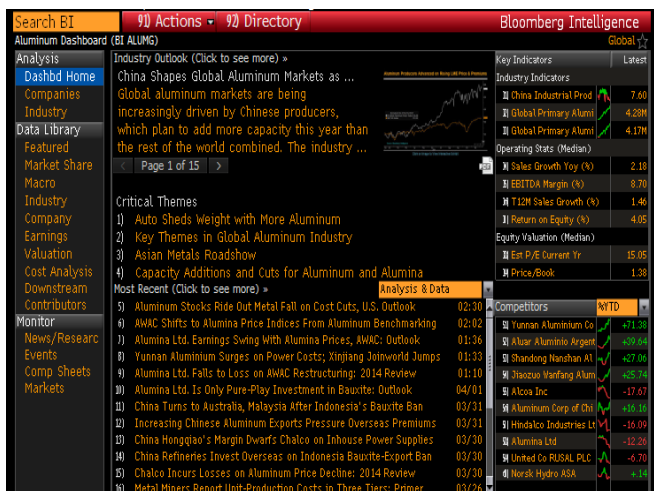 Search BI
91) Actions
92) Directory
Bloomberg Intelligence
Aluminum Dashboard (BI ALUMG)
Global
Analysis
Dashbd Home
Companies
Industry
Data Library
Featured
Market Share
Macro
Industry
Company
Earnings
Valuation
Cost Analysis
Downstream
Contributors
Monitor
News/Researc
Events
Comp Sheets
Markets
Industry Outlook (Click to see more) »
China Shapes Global Aluminum Markets as ...
Global aluminum markets are being
increasingly driven by Chinese producers,
which plan to add more capacity this year than
the rest of the world combined. The industry ...
Page 1 of 15
Critical Themes
1) Auto Sheds Weight with More Aluminum
2) Key Themes in Global Aluminum Industry
3) Asian Metals Roadshow
4) Capacity Additions and Cuts for Aluminum and Alumina
Most Recent (Click to see more) »
Analysis & Data
5) Aluminum Stocks Ride Out Metal Fall on Cost Cuts, U.S. Outlook 02:30
6) AWAC Shifts to Alumina Price Indices From Aluminum Benchmarking 02:02
7) Alumina Ltd. Earnings Swing With Alumina Prices, AWAC: Outlook 01:36
8) Yunnan Aluminium Surges on Power Costs; Xinjiang Joinworld Jumps 01:33
9) Alumina Ltd. Falls to Loss on AWAC Restructuring: 2014 Review 01:10
10) Alumina Ltd. Is Only Pure-Play Investment in Bauxite: Outlook 04/01
11) China Turns to Australia, Malaysia After Indonesia's Bauxite Ban 03/31
12) Increasing Chinese Aluminum Exports Pressure Overseas Premiums 03/31
13) China Hongqiao's Margin Dwarfs Chalco on Inhouse Power Supplies 03/30
14) China Refineries Invest Overseas on Indonesia Bauxite-Export Ban 03/30
15) Chalco Incurs Losses on Aluminum Price Decline: 2014 Review 03/30
16) Metal Miners Report Unit-Production Costs in Three Tiers: Primer 03/26
Key Indicators Latest
Industry Indicators
China Industrial Prod 7.60
Global Primary Alumi 4.28M
Global Primary Alumi 4.17M
Operating Stats (Median)
Sales Growth Yoy (%) 2.18
EBITDA Margin (%) 8.70
T12M Sales Growth (%) 1.46
Return on Equity (%) 4.05
Equity Valuation (Median)
Est P/E Current Yr 15.05
Price/Book 1.38
Competitors %YTD
Yunnan Aluminium Co +71.38
Aluar Aluminio Argent +39.64
Shandong Nanshan Al +27.06
Jiaozuo Wanfang Alum +25.74
Alcoa Inc -17.67
Aluminum Corp of Chi +16.16
Hindalco Industries Lt -16.09
Alumina Ltd -12.26
United Co RUSAL PLC -6.70
Norsk Hydro ASA +.14